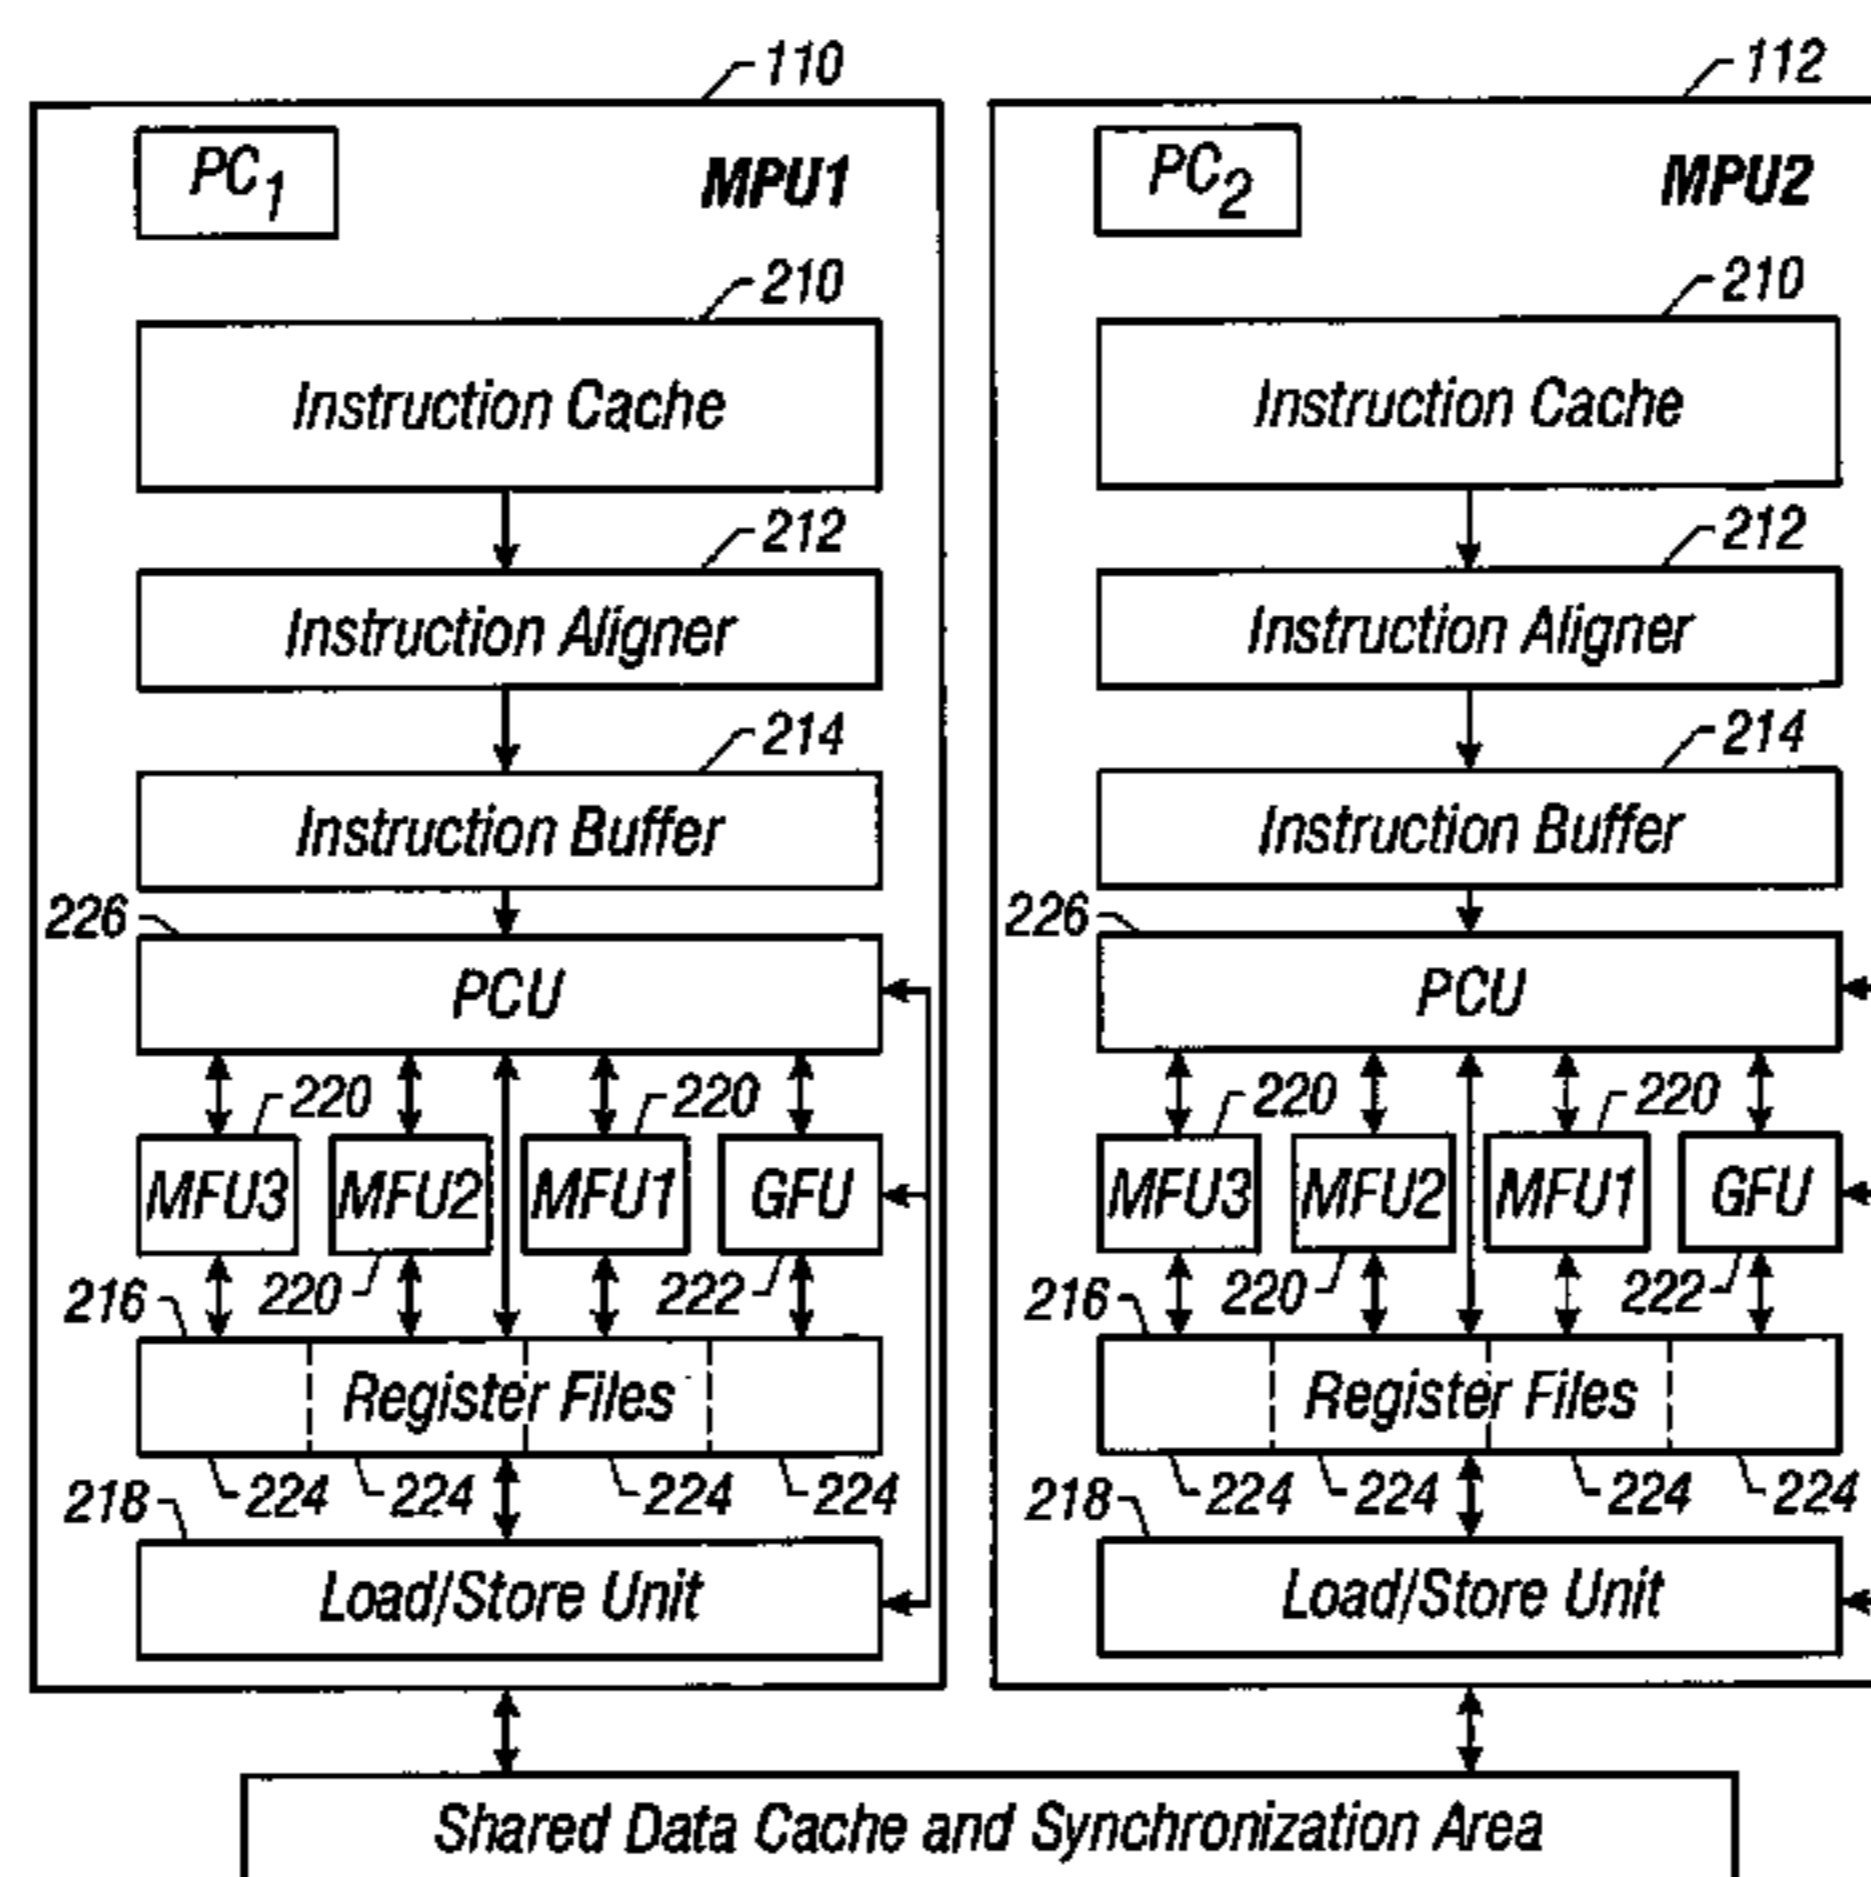 110
PC1 MPU1
210
Instruction Cache
212
Instruction Aligner
214
Instruction Buffer
226
PCU
220 220
MFU3 MFU2 MFU1 GFU
216 220 222
Register Files
218 224 224 224 224
Load/Store Unit
112
PC2 MPU2
210
Instruction Cache
212
Instruction Aligner
214
Instruction Buffer
226
PCU
220 220
MFU3 MFU2 MFU1 GFU
216 220 222
Register Files
218 224 224 224 224
Load/Store Unit
Shared Data Cache and Synchronization Area